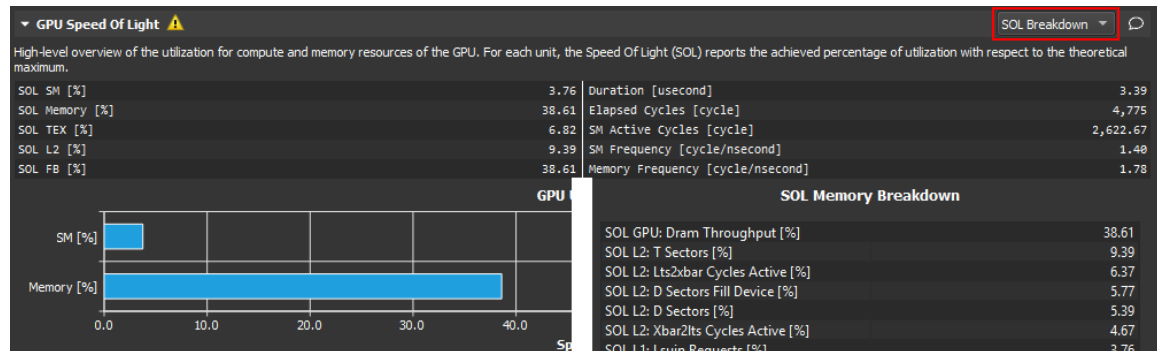 GPU Speed Of Light
SOL Breakdown
High-level overview of the utilization for compute and memory resources of the GPU. For each unit, the Speed Of Light (SOL) reports the achieved percentage of utilization with respect to the theoretical
maximum.
SOL SM [%] 3.76 Duration [usecond] 3.39
SOL Memory [%] 38.61 Elapsed Cycles [cycle] 4,775
SOL TEX [%] 6.82 SM Active Cycles [cycle] 2,622.67
SOL L2 [%] 9.39 SM Frequency [cycle/nsecond] 1.40
SOL FB [%] 38.61 Memory Frequency [cycle/nsecond] 1.78
GPU
SM [%]
Memory [%]
0.0 10.0 20.0 30.0 40.0
Sp
SOL Memory Breakdown
SOL GPU: Dram Throughput [%] 38.61
SOL L2: T Sectors [%] 9.39
SOL L2: Lts2xbar Cycles Active [%] 6.37
SOL L2: D Sectors Fill Device [%] 5.77
SOL L2: D Sectors [%] 5.39
SOL L2: Xbar2lts Cycles Active [%] 4.67
SOL L1: Lsuin Requests [%] 3.76